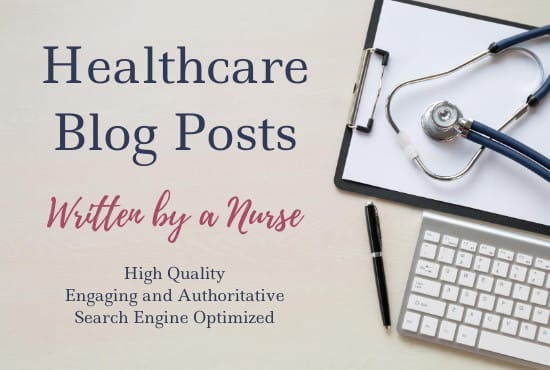 Healthcare
Blog Posts
Written by a Nurse
High Quality
Engaging and Authoritative
Search Engine Optimized